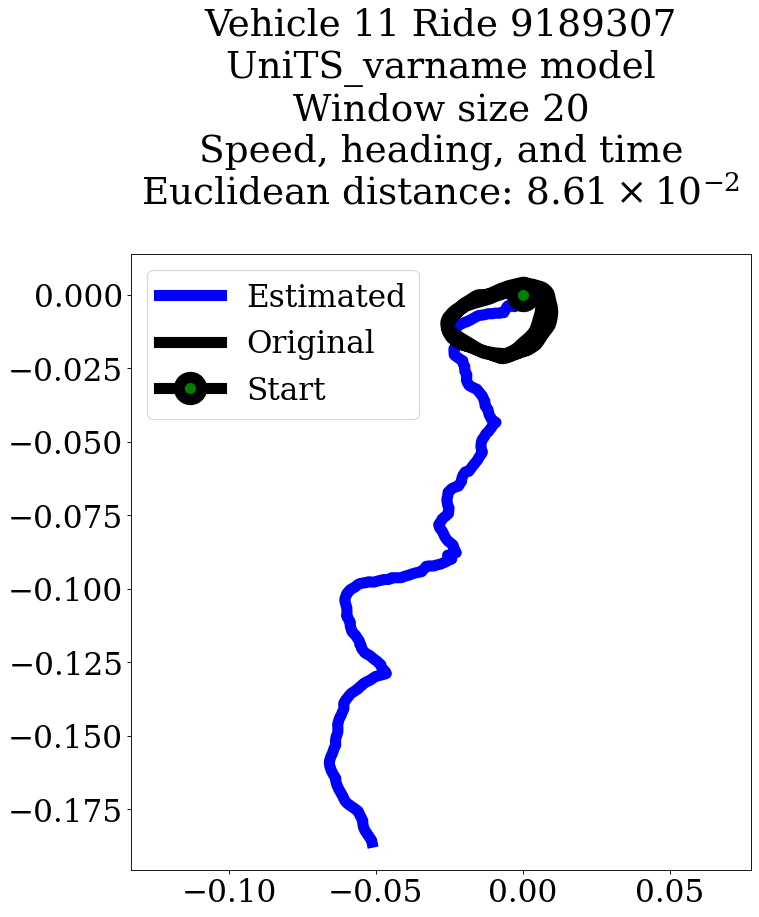 Vehicle 11 Ride 9189307
UniTS_varname model
Window size 20
Speed, heading, and time
Euclidean distance: 8.61 × 10⁻²
Estimated
Original
Start
0.000
−0.025
−0.050
−0.075
−0.100
−0.125
−0.150
−0.175
−0.10 −0.05 0.00 0.05